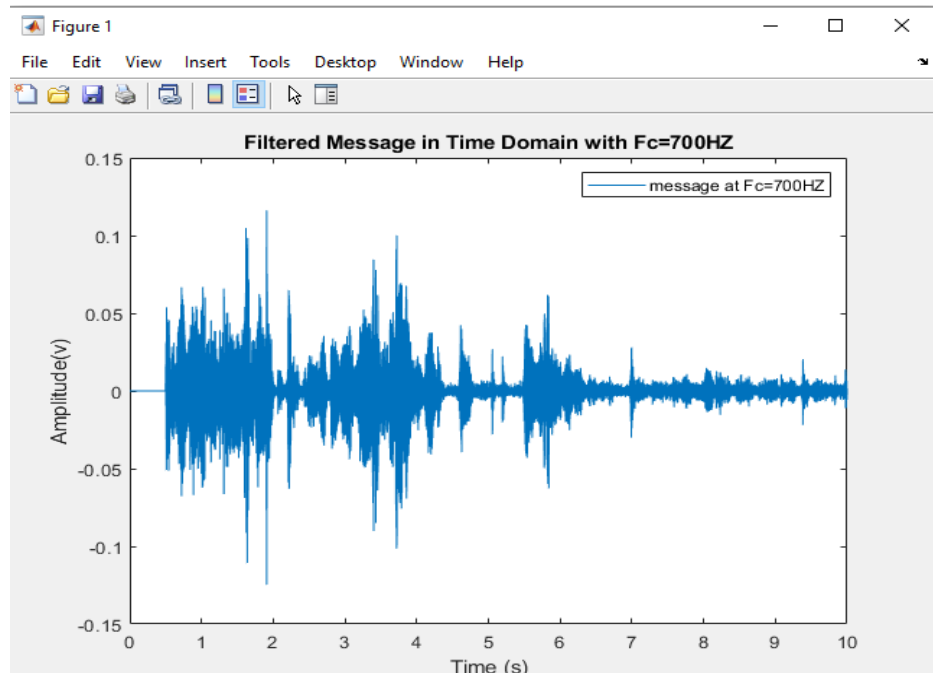 Figure 1
File Edit View Insert Tools Desktop Window Help
Filtered Message in Time Domain with Fc=700HZ
message at Fc=700HZ
0.15
0.1
0.05
0
-0.05
-0.1
-0.15
Amplitude(v)
0 1 2 3 4 5 6 7 8 9 10
Time (s)